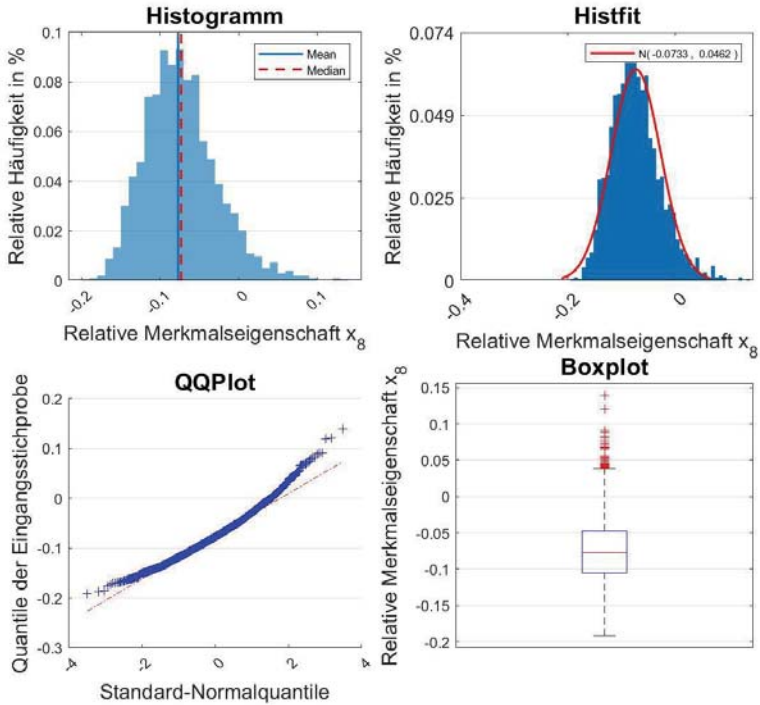 Histogramm
Relative Häufigkeit in %
0.1
0.08
0.06
0.04
0.02
0
-0.2
-0.1
0
0.1
Mean
Median
Relative Merkmalseigenschaft x8
Histfit
Relative Häufigkeit in %
0.074
0.049
0.025
0
-0.4
-0.2
0
N( -0.0733 , 0.0462 )
Relative Merkmalseigenschaft x8
QQPlot
Quantile der Eingangsstichprobe
0.2
0.1
0
-0.1
-0.2
-0.3
-4
-2
0
2
4
Standard-Normalquantile
Boxplot
Relative Merkmalseigenschaft x8
0.15
0.1
0.05
0
-0.05
-0.1
-0.15
-0.2